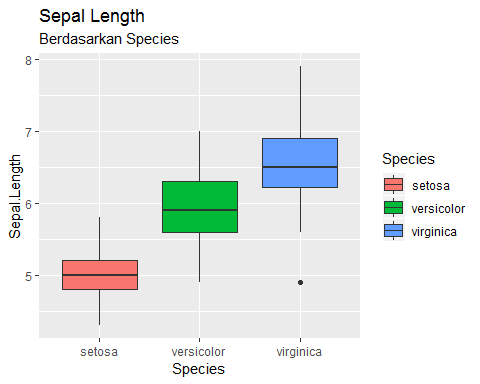 Sepal Length
Berdasarkan Species
8
7
6
5
Sepal.Length
setosa versicolor virginica
Species
Species
setosa
versicolor
virginica